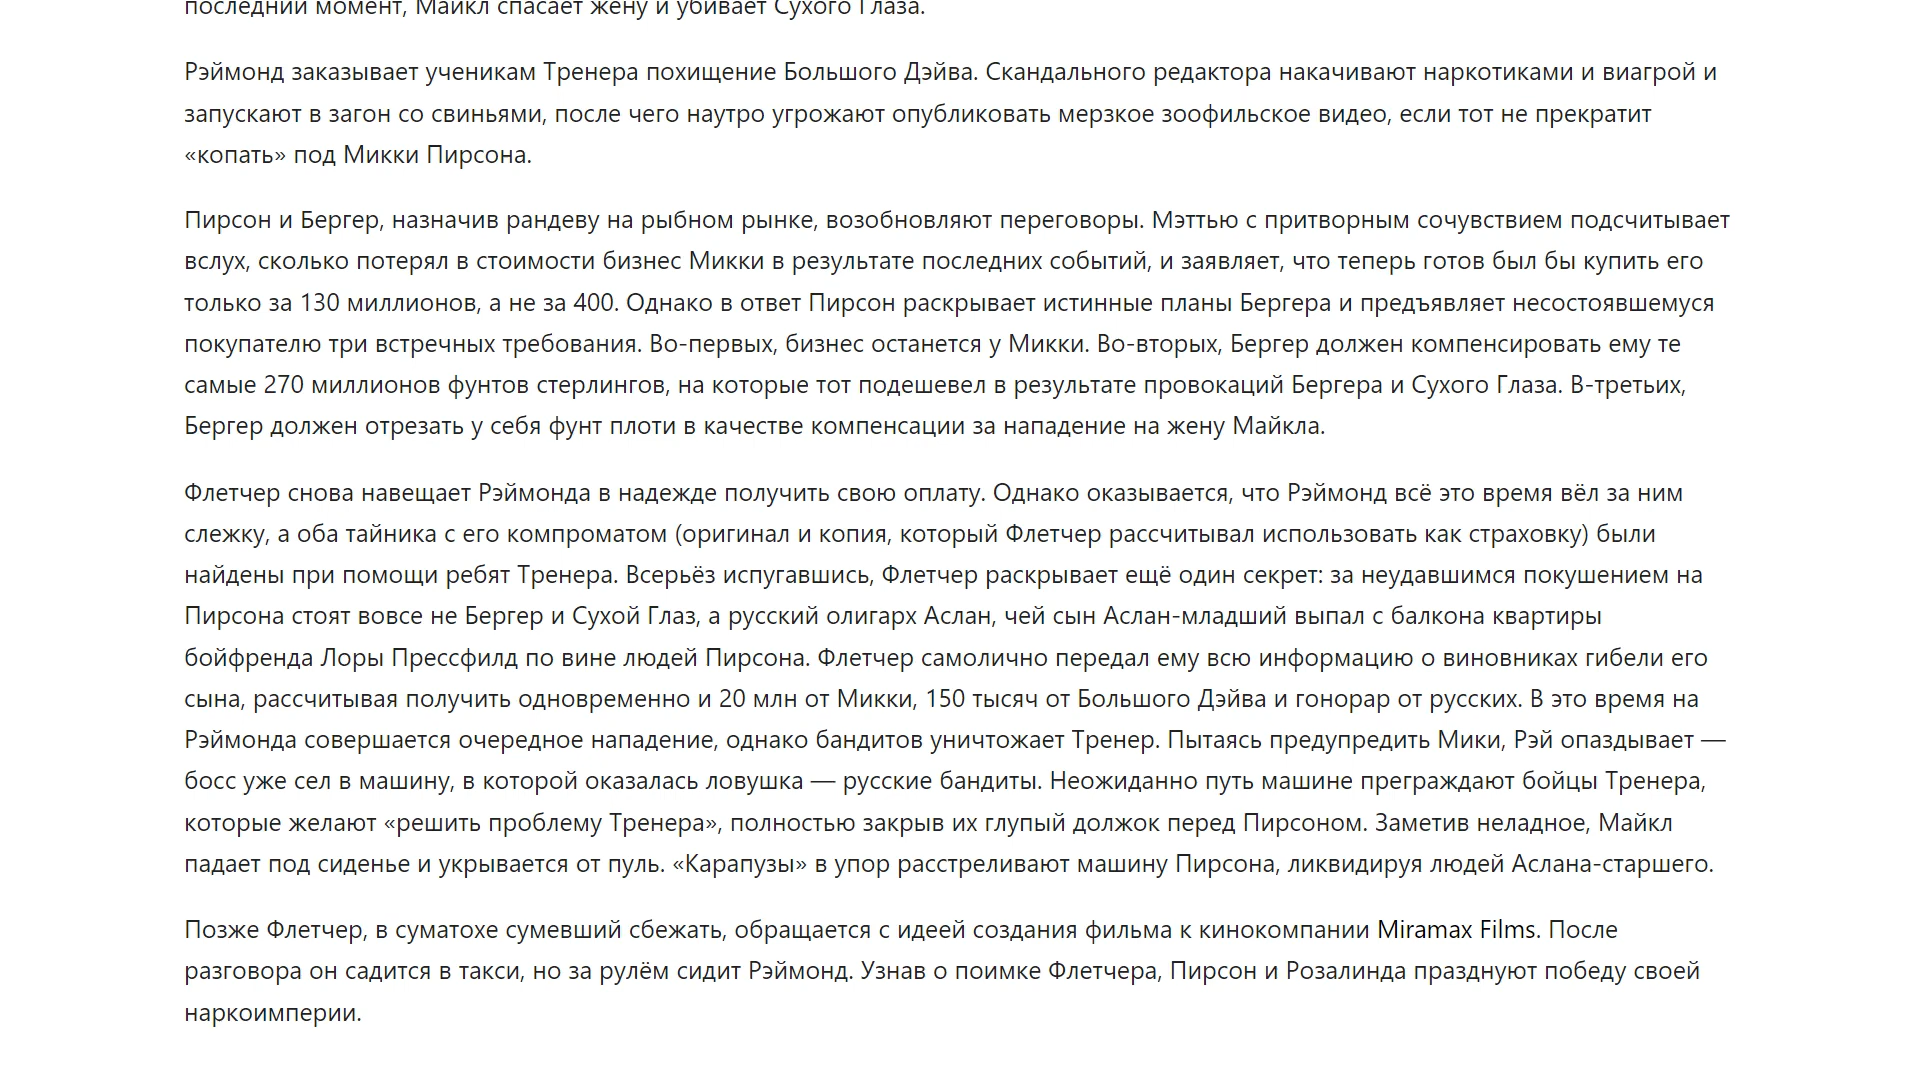 последний момент, Майкл спасает жену и убивает Сухого Глаза.
Рэймонд заказывает ученикам Тренера похищение Большого Дэйва. Скандального редактора накачивают наркотиками и виагрой и
запускают в загон со свиньями, после чего наутро угрожают опубликовать мерзкое зоофильское видео, если тот не прекратит
«копать» под Микки Пирсона.
Пирсон и Бергер, назначив рандеву на рыбном рынке, возобновляют переговоры. Мэттью с притворным сочувствием подсчитывает
вслух, сколько потерял в стоимости бизнес Микки в результате последних событий, и заявляет, что теперь готов был бы купить его
только за 130 миллионов, а не за 400. Однако в ответ Пирсон раскрывает истинные планы Бергера и предъявляет несостоявшемуся
покупателю три встречных требования. Во-первых, бизнес останется у Микки. Во-вторых, Бергер должен компенсировать ему те
самые 270 миллионов фунтов стерлингов, на которые тот подешевел в результате провокаций Бергера и Сухого Глаза. В-третьих,
Бергер должен отрезать у себя фунт плоти в качестве компенсации за нападение на жену Майкла.
Флетчер снова навещает Рэймонда в надежде получить свою оплату. Однако оказывается, что Рэймонд всё это время вёл за ним
слежку, а оба тайника с его компроматом (оригинал и копия, который Флетчер рассчитывал использовать как страховку) были
найдены при помощи ребят Тренера. Всерьёз испугавшись, Флетчер раскрывает ещё один секрет: за неудавшимся покушением на
Пирсона стоят вовсе не Бергер и Сухой Глаз, а русский олигарх Аслан, чей сын Аслан-младший выпал с балкона квартиры
бойфренда Лоры Прессфилд по вине людей Пирсона. Флетчер самолично передал ему всю информацию о виновниках гибели его
сына, рассчитывая получить одновременно и 20 млн от Микки, 150 тысяч от Большого Дэйва и гонорар от русских. В это время на
Рэймонда совершается очередное нападение, однако бандитов уничтожает Тренер. Пытаясь предупредить Мики, Рэй опаздывает —
босс уже сел в машину, в которой оказалась ловушка — русские бандиты. Неожиданно путь машине преграждают бойцы Тренера,
которые желают «решить проблему Тренера», полностью закрыв их глупый должок перед Пирсоном. Заметив неладное, Майкл
падает под сиденье и укрывается от пуль. «Карапузы» в упор расстреливают машину Пирсона, ликвидируя людей Аслана-старшего.
Позже Флетчер, в суматохе сумевший сбежать, обращается с идеей создания фильма к кинокомпании Miramax Films. После
разговора он садится в такси, но за рулём сидит Рэймонд. Узнав о поимке Флетчера, Пирсон и Розалинда празднуют победу своей
наркоимперии.